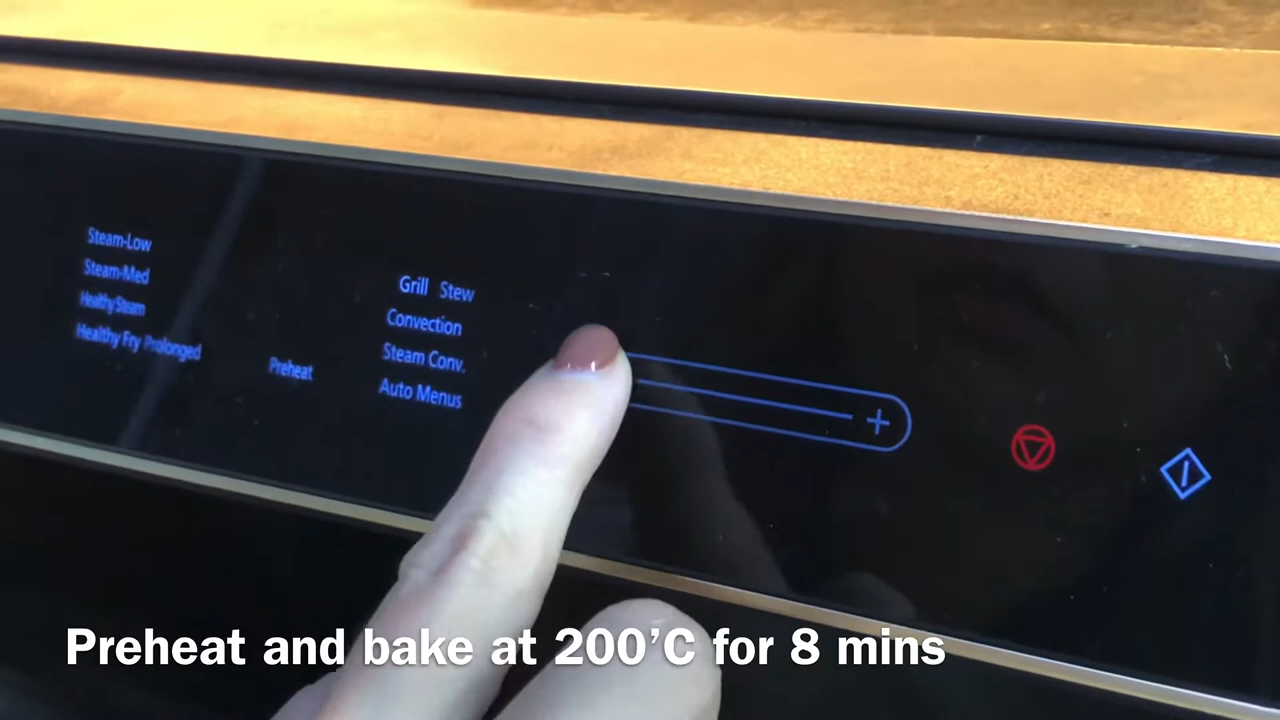 Steam-Low
Steam-Med
HealthySteam
Healthy Fry Prolonged
Preheat
Grill Stew
Convection
Steam Conv.
Auto Menus
+
Preheat and bake at 200’C for 8 mins